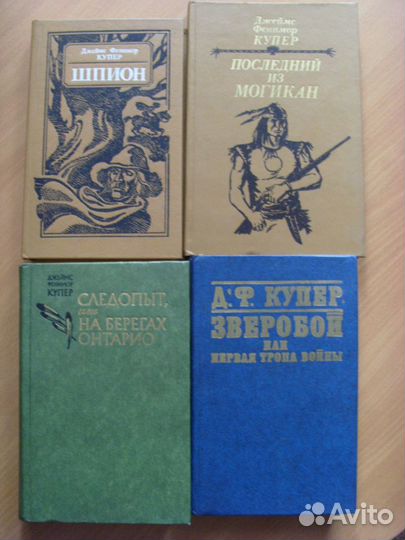 Джеймс Фенимор
КУПЕР
ШПИОН
Джеймс
Фенимор
КУПЕР
ПОСЛЕДНИЙ ИЗ
МОГИКАН
ДЖЕЙМС
ФЕНИМОР
КУПЕР
СЛЕДОПЫТ,
или
НА БЕРЕГАХ
ОНТАРИО
Д·Ф. КУПЕР
ЗВЕРОБОЙ
ИЛИ
ПЕРВАЯ ТРОПА ВОЙНЫ
Avito